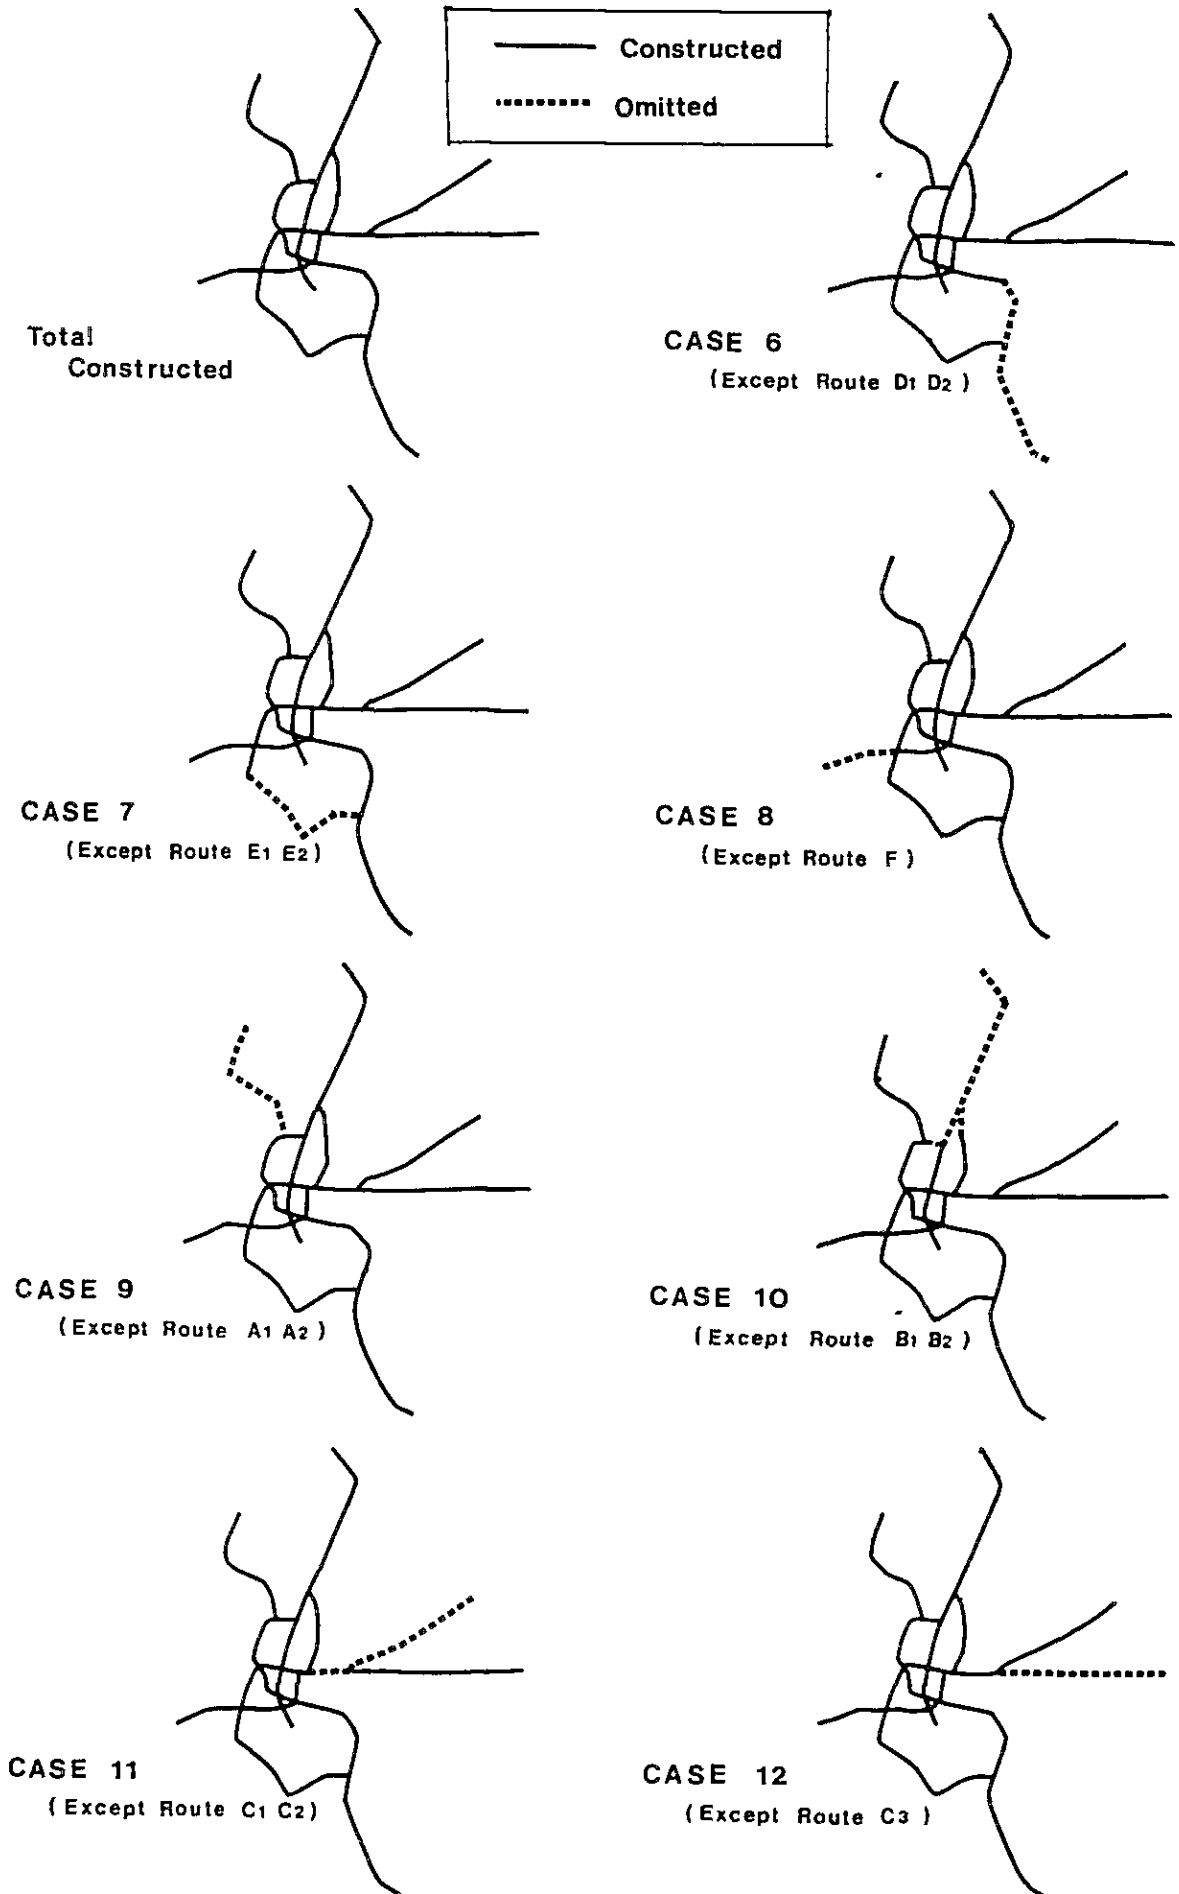 Constructed
Omitted
Total
Constructed
CASE 6
(Except Route D1 D2)
CASE 7
(Except Route E1 E2)
CASE 8
(Except Route F)
CASE 9
(Except Route A1 A2)
CASE 10
(Except Route B1 B2)
CASE 11
(Except Route C1 C2)
CASE 12
(Except Route C3)